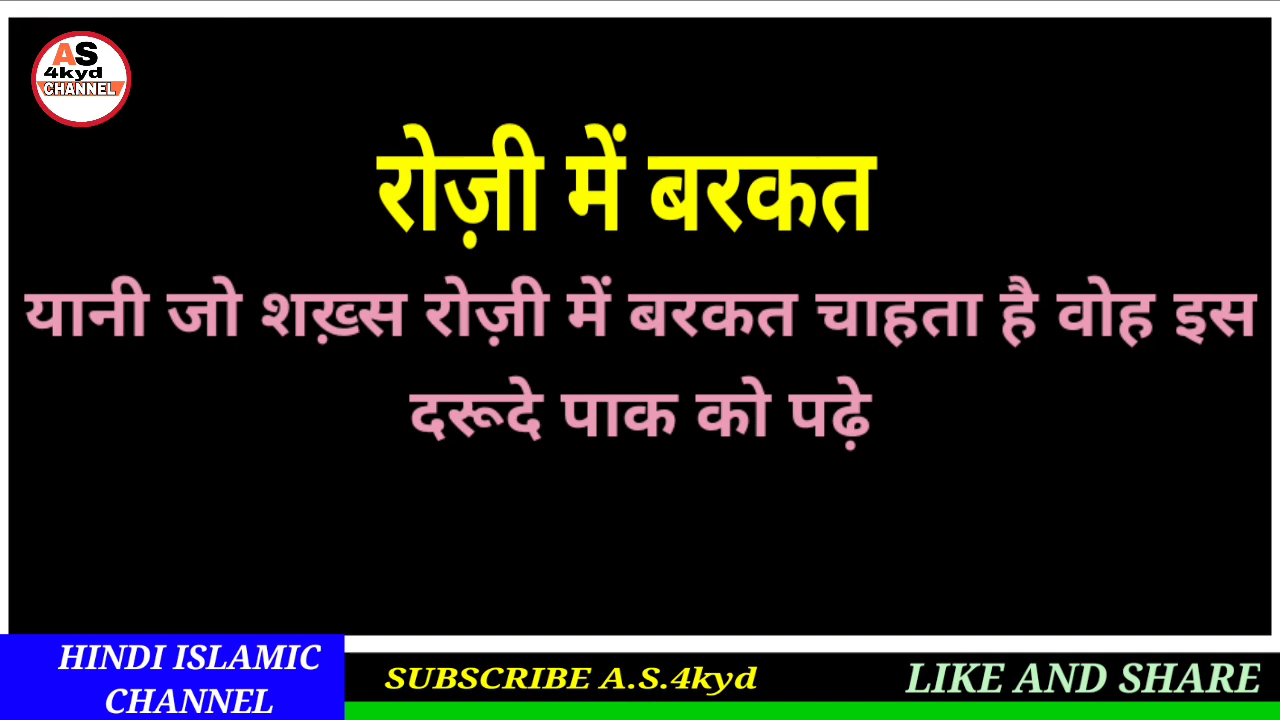 AS
4kyd
CHANNEL
रोज़ी में बरकत
यानी जो शख़्स रोज़ी में बरकत चाहता है वोह इस
दरूदे पाक को पढ़े
HINDI ISLAMIC
CHANNEL
SUBSCRIBE A.S.4kyd
LIKE AND SHARE